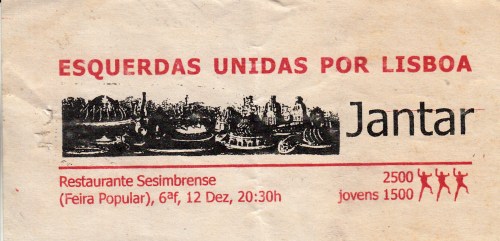 ESQUERDAS UNIDAS POR LISBOA
Jantar
Restaurante Sesimbrense
(Feira Popular), 6ªf, 12 Dez, 20:30h
2500
jovens 1500